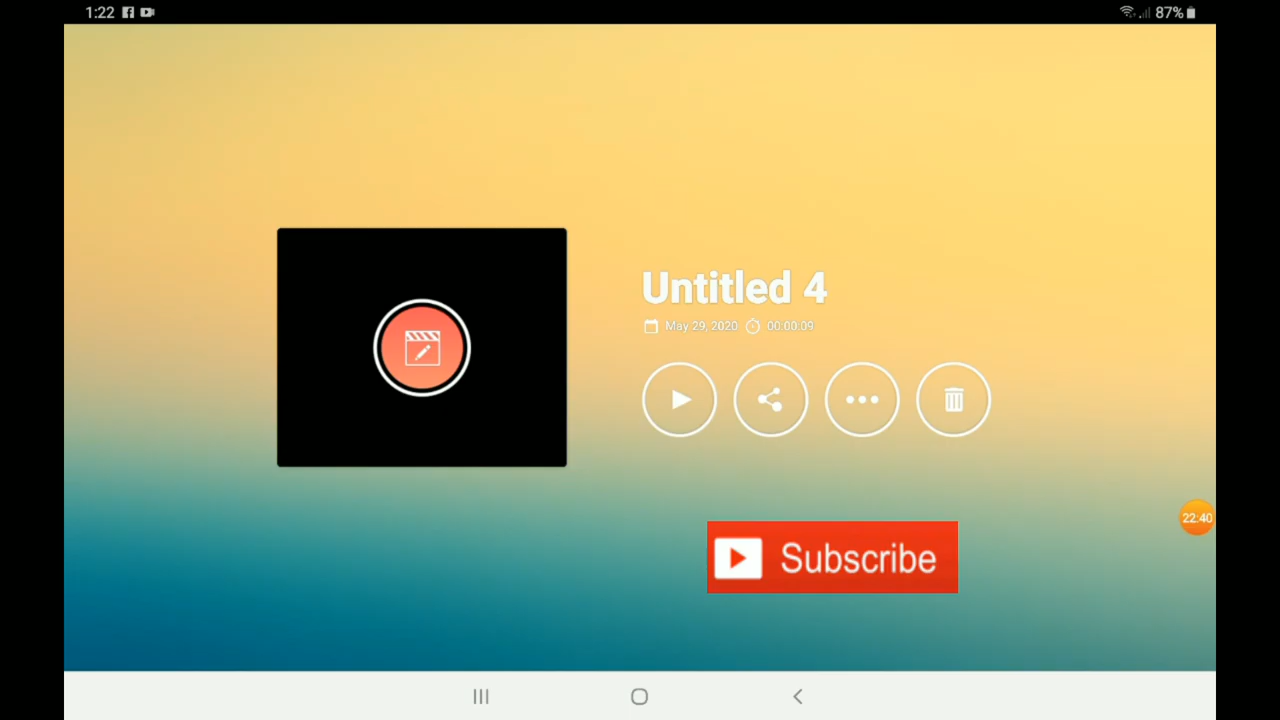 1:22
87%
Untitled 4
May 29, 2020 00:00:09
22:40
Subscribe